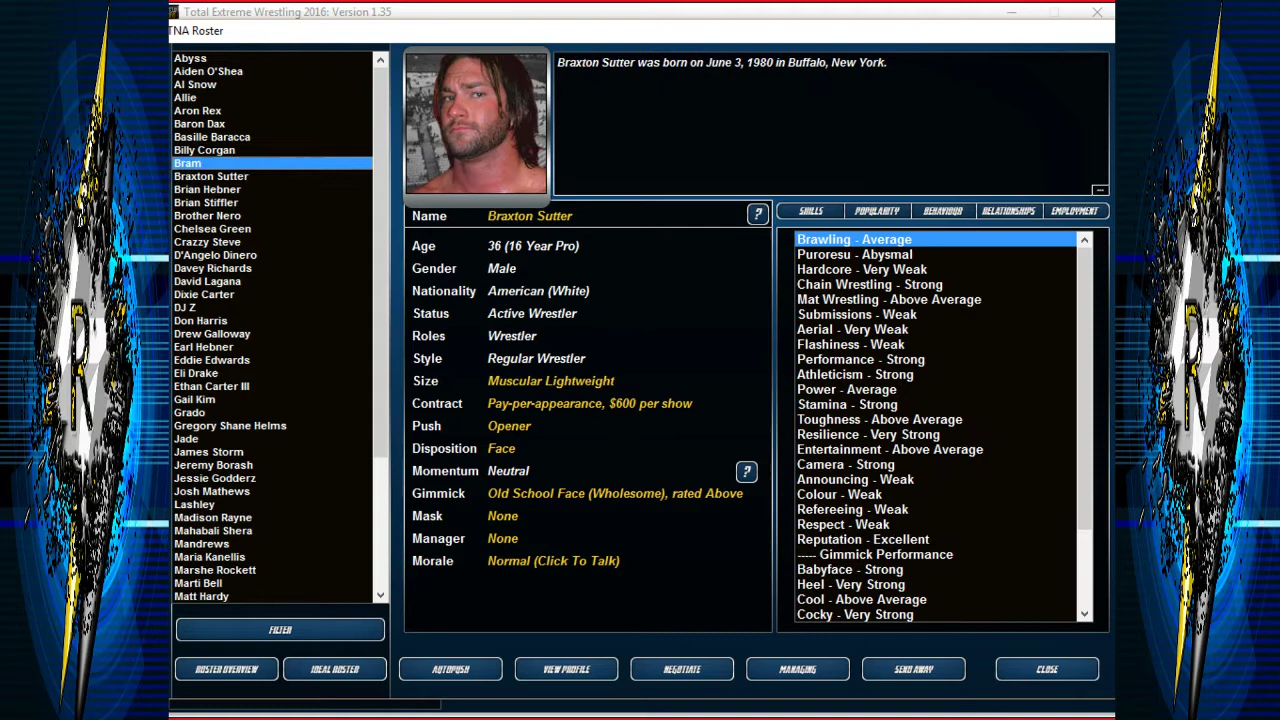 Total Extreme Wrestling 2016: Version 1.35
TNA Roster
Abyss
Aiden O'Shea
Al Snow
Allie
Aron Rex
Baron Dax
Basille Baracca
Billy Corgan
Bram
Braxton Sutter
Brian Hebner
Brian Stiffler
Brother Nero
Chelsea Green
Crazzy Steve
D'Angelo Dinero
Davey Richards
David Lagana
Dixie Carter
DJ Z
Don Harris
Drew Galloway
Earl Hebner
Eddie Edwards
Eli Drake
Ethan Carter III
Gail Kim
Grado
Gregory Shane Helms
Jade
James Storm
Jeremy Borash
Jessie Godderz
Josh Mathews
Lashley
Madison Rayne
Mahabali Shera
Mandrews
Maria Kanellis
Marshe Rockett
Marti Bell
Matt Hardy
FILTER
ROSTER OVERVIEW
IDEAL ROSTER
Braxton Sutter was born on June 3, 1980 in Buffalo, New York.
...
Name Braxton Sutter
?
Age 36 (16 Year Pro)
Gender Male
Nationality American (White)
Status Active Wrestler
Roles Wrestler
Style Regular Wrestler
Size Muscular Lightweight
Contract Pay-per-appearance, $600 per show
Push Opener
Disposition Face
Momentum Neutral
?
Gimmick Old School Face (Wholesome), rated Above
Mask None
Manager None
Morale Normal (Click To Talk)
SKILLS
POPULARITY
BEHAVIOUR
RELATIONSHIPS
EMPLOYMENT
Brawling - Average
Puroresu - Abysmal
Hardcore - Very Weak
Chain Wrestling - Strong
Mat Wrestling - Above Average
Submissions - Weak
Aerial - Very Weak
Flashiness - Weak
Performance - Strong
Athleticism - Strong
Power - Average
Stamina - Strong
Toughness - Above Average
Resilience - Very Strong
Entertainment - Above Average
Camera - Strong
Announcing - Weak
Colour - Weak
Refereeing - Weak
Respect - Weak
Reputation - Excellent
----- Gimmick Performance
Babyface - Strong
Heel - Very Strong
Cool - Above Average
Cocky - Very Strong
AUTOPUSH
VIEW PROFILE
NEGOTIATE
MANAGING
SEND AWAY
CLOSE